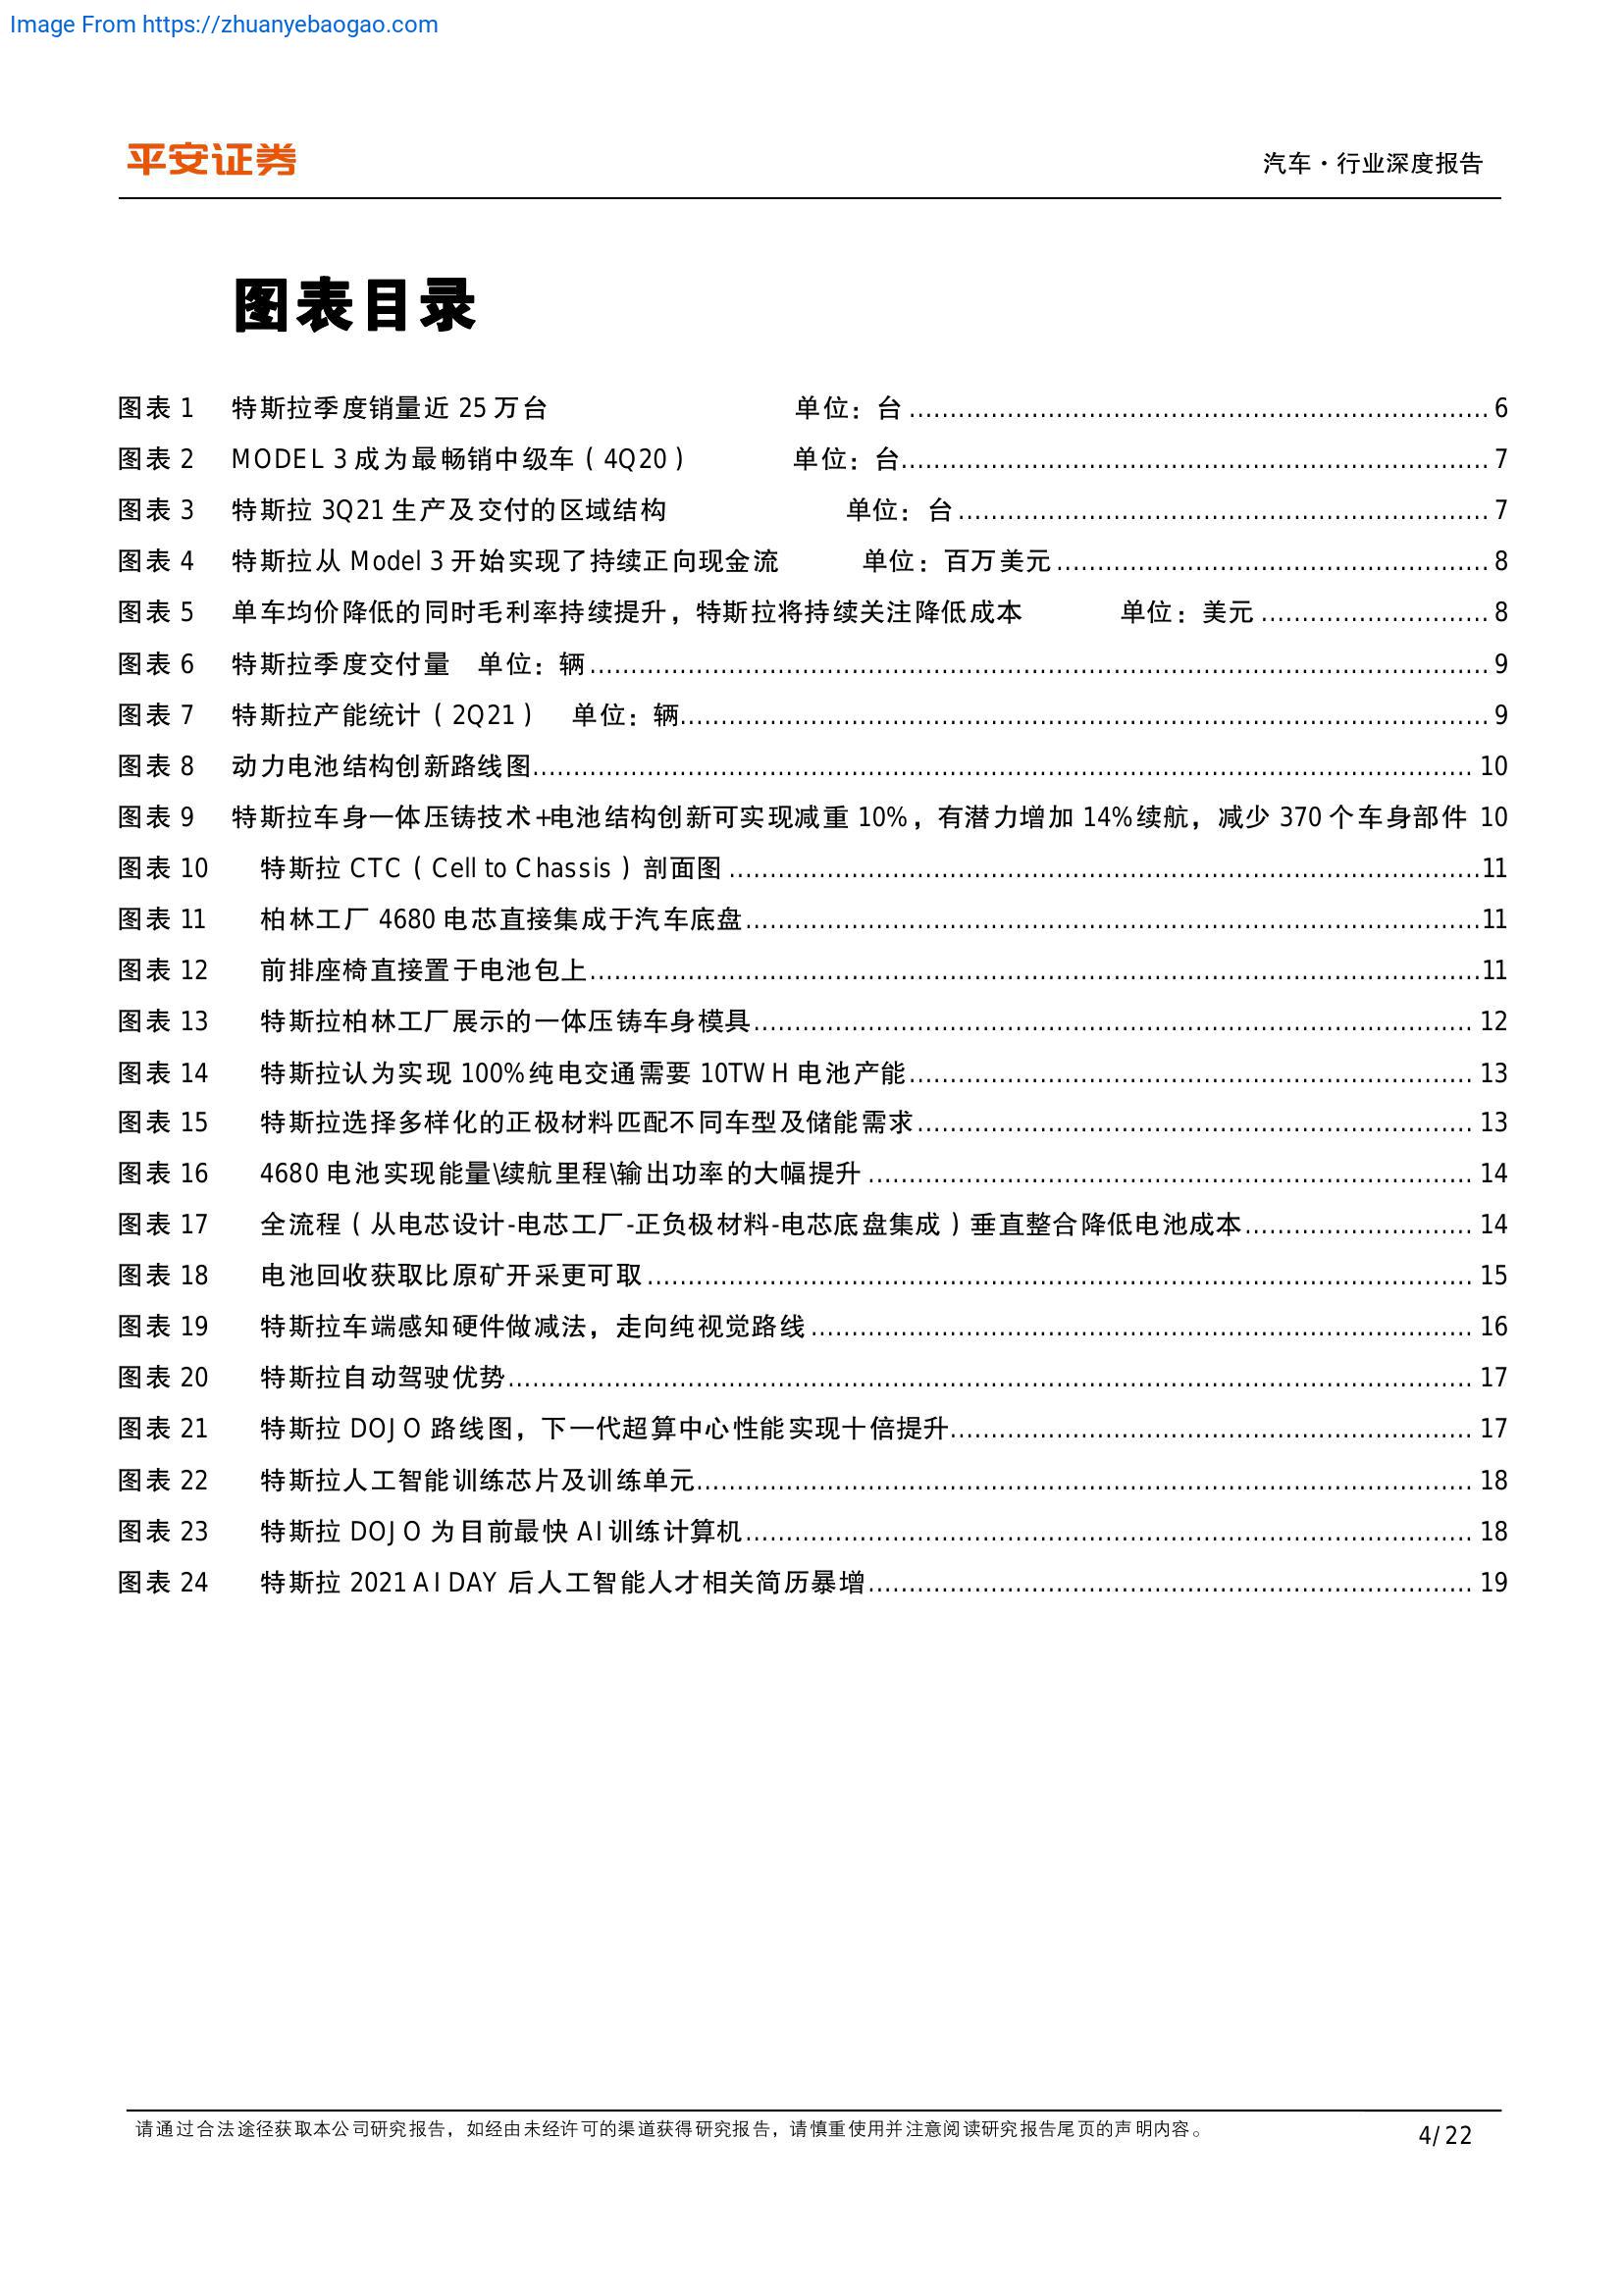 Image From https://zhuanyebaogao.com
平安证券
汽车·行业深度报告
图表目录
图表 1 特斯拉季度销量近 25 万台 单位：台 ........ 6
图表 2 MODEL 3 成为最畅销中级车（4Q20） 单位：台........ 7
图表 3 特斯拉 3Q21 生产及交付的区域结构 单位：台 ........ 7
图表 4 特斯拉从 Model 3 开始实现了持续正向现金流 单位：百万美元 ........ 8
图表 5 单车均价降低的同时毛利率持续提升，特斯拉将持续关注降低成本 单位：美元 ........ 8
图表 6 特斯拉季度交付量 单位：辆 ........ 9
图表 7 特斯拉产能统计（2Q21） 单位：辆........ 9
图表 8 动力电池结构创新路线图........ 10
图表 9 特斯拉车身一体压铸技术+电池结构创新可实现减重 10%，有潜力增加 14%续航，减少 370 个车身部件 10
图表 10 特斯拉 CTC（Cell to Chassis）剖面图 ........ 11
图表 11 柏林工厂 4680 电芯直接集成于汽车底盘........ 11
图表 12 前排座椅直接置于电池包上........ 11
图表 13 特斯拉柏林工厂展示的一体压铸车身模具........ 12
图表 14 特斯拉认为实现 100%纯电交通需要 10TWH 电池产能........ 13
图表 15 特斯拉选择多样化的正极材料匹配不同车型及储能需求........ 13
图表 16 4680 电池实现能量\续航里程\输出功率的大幅提升 ........ 14
图表 17 全流程（从电芯设计-电芯工厂-正负极材料-电芯底盘集成）垂直整合降低电池成本........ 14
图表 18 电池回收获取比原矿开采更可取 ........ 15
图表 19 特斯拉车端感知硬件做减法，走向纯视觉路线 ........ 16
图表 20 特斯拉自动驾驶优势........ 17
图表 21 特斯拉 DOJO 路线图，下一代超算中心性能实现十倍提升........ 17
图表 22 特斯拉人工智能训练芯片及训练单元........ 18
图表 23 特斯拉 DOJO 为目前最快 AI 训练计算机........ 18
图表 24 特斯拉 2021 AI DAY 后人工智能人才相关简历暴增........ 19
请通过合法途径获取本公司研究报告，如经由未经许可的渠道获得研究报告，请慎重使用并注意阅读研究报告尾页的声明内容。
4/22